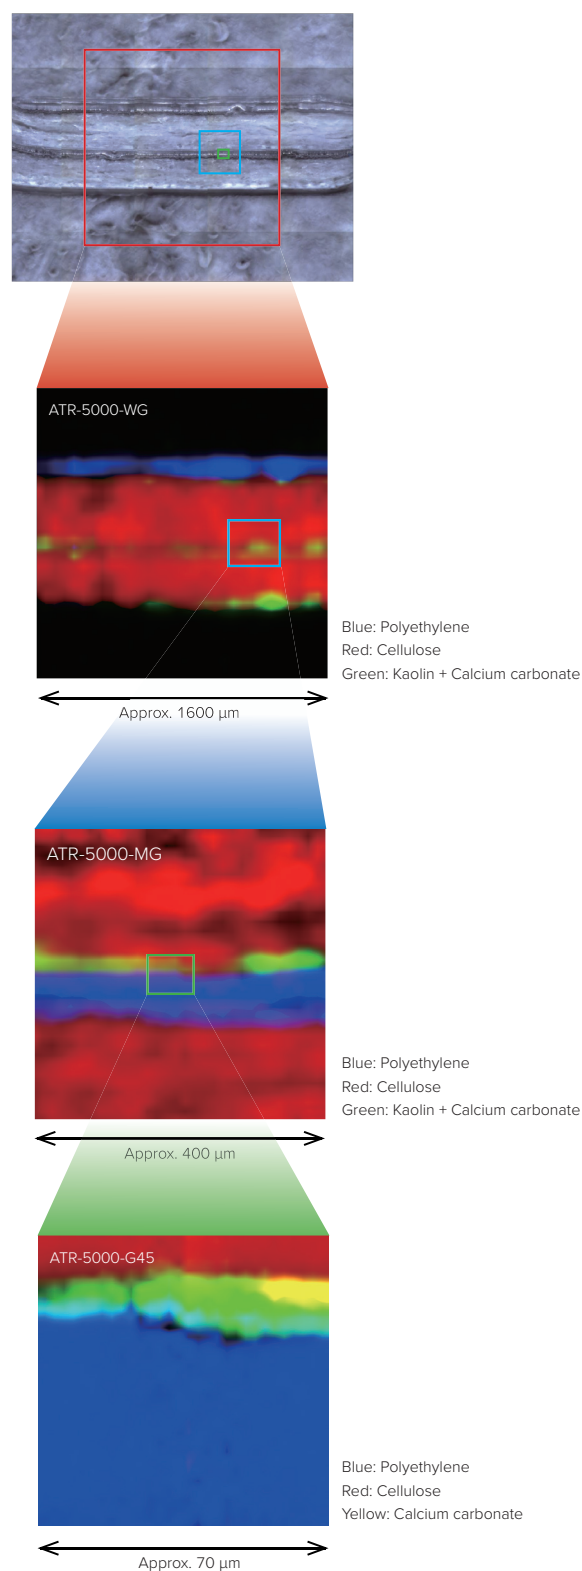 ATR-5000-WG
Blue: Polyethylene
Red: Cellulose
Green: Kaolin + Calcium carbonate
Approx. 1600 µm
ATR-5000-MG
Blue: Polyethylene
Red: Cellulose
Green: Kaolin + Calcium carbonate
Approx. 400 µm
ATR-5000-G45
Blue: Polyethylene
Red: Cellulose
Yellow: Calcium carbonate
Approx. 70 µm